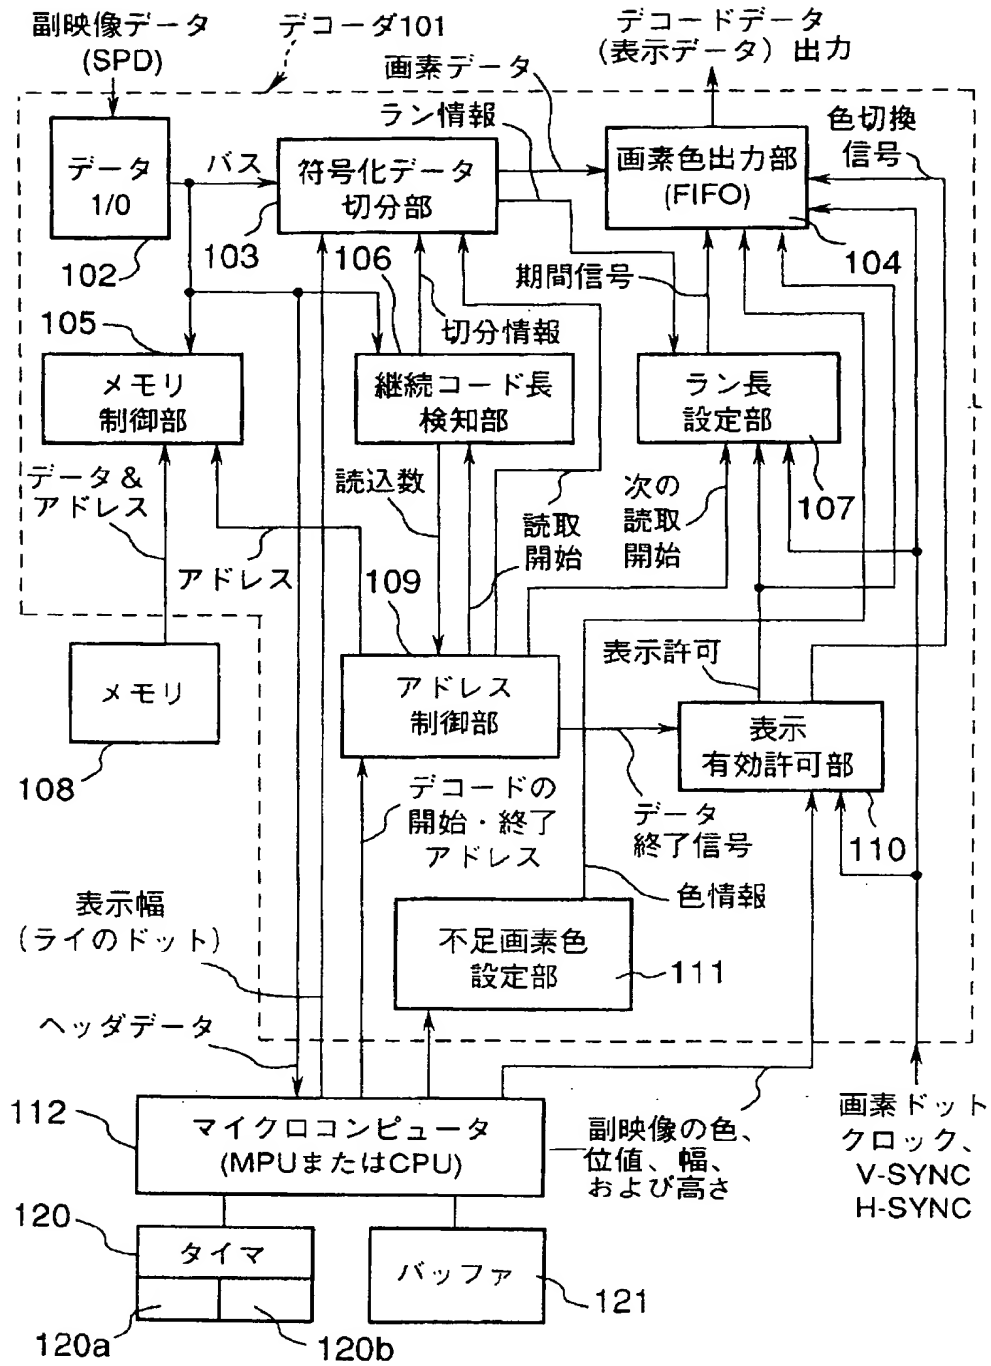 副映像データ
(SPD)
デコーダ101
デコードデータ
(表示データ) 出力
画素データ
ラン情報
色切換
信号
データ
1/0
バス
符号化データ
切分部
画素色出力部
(FIFO)
102
103
106
104
期間信号
切分情報
105
メモリ
制御部
継続コード長
検知部
ラン長
設定部
データ&
アドレス
読込数
読取
開始
次の
読取
開始
107
アドレス
109
メモリ
アドレス
制御部
表示許可
表示
有効許可部
108
デコードの
開始・終了
アドレス
データ
終了信号
110
表示幅
(ライのドット)
色情報
不足画素色
設定部
111
ヘッダデータ
112
マイクロコンピュータ
(MPUまたはCPU)
副映像の色、
位値、幅、
および高さ
画素ドット
クロック、
V-SYNC
H-SYNC
120
タイマ
バッファ
121
120a
120b